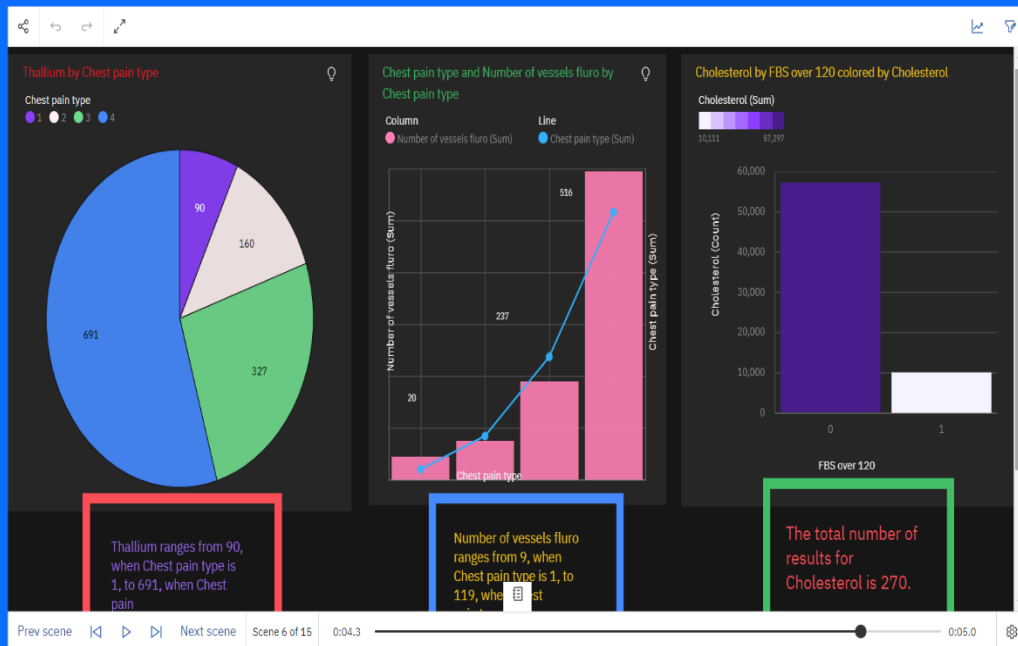 Thallium by Chest pain type
Chest pain type
1 2 3 4
90
160
327
691
Chest pain type and Number of vessels fluro by
Chest pain type
Column
Number of vessels fluro (Sum)
Line
Chest pain type (Sum)
Number of vessels fluro (Sum)
20
237
516
Chest pain type (Sum)
Chest pain type
Cholesterol by FBS over 120 colored by Cholesterol
Cholesterol (Sum)
10,111 57,297
Cholesterol (Count)
60,000
50,000
40,000
30,000
20,000
10,000
0
0 1
FBS over 120
Thallium ranges from 90,
when Chest pain type is
1, to 691, when Chest
pain
Number of vessels fluro
ranges from 9, when
Chest pain type is 1, to
119,
The total number of
results for
Cholesterol is 270.
Prev scene Next scene Scene 6 of 15 0:04.3 0:05.0